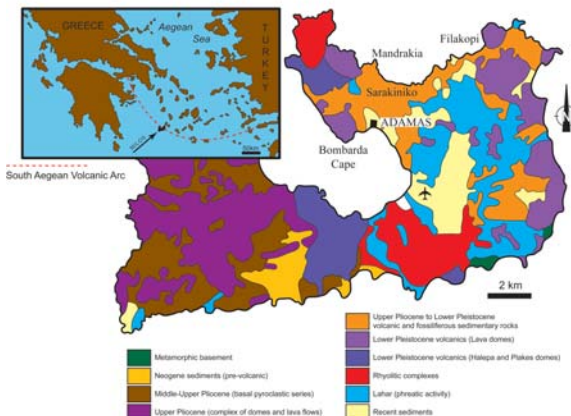 GREECE
Aegean
Sea
TURKEY
50km
South Aegean Volcanic Arc
Filakopi
Mandrakia
Sarakiniko
ADAMAS
Bombarda
Cape
N
2 km
Metamorphic basement
Neogene sediments (pre-volcanic)
Middle-Upper Pliocene (basal pyroclastic series)
Upper Pliocene (complex of domes and lava flows)
Upper Pliocene to Lower Pleistocene
volcanic and fossiliferous sedimentary rocks
Lower Pleistocene volcanics (Lava domes)
Lower Pleistocene volcanics (Halepa and Plakes domes)
Rhyolitic complexes
Lahar (phreatic activity)
Recent sediments